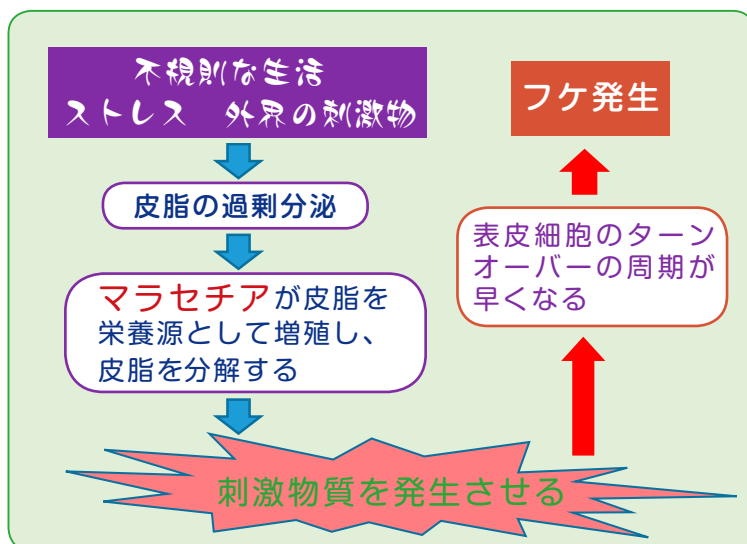 不規則な生活
ストレス 外界の刺激物
皮脂の過剰分泌
マラセチアが皮脂を
栄養源として増殖し、
皮脂を分解する
刺激物質を発生させる
表皮細胞のターン
オーバーの周期が
早くなる
フケ発生